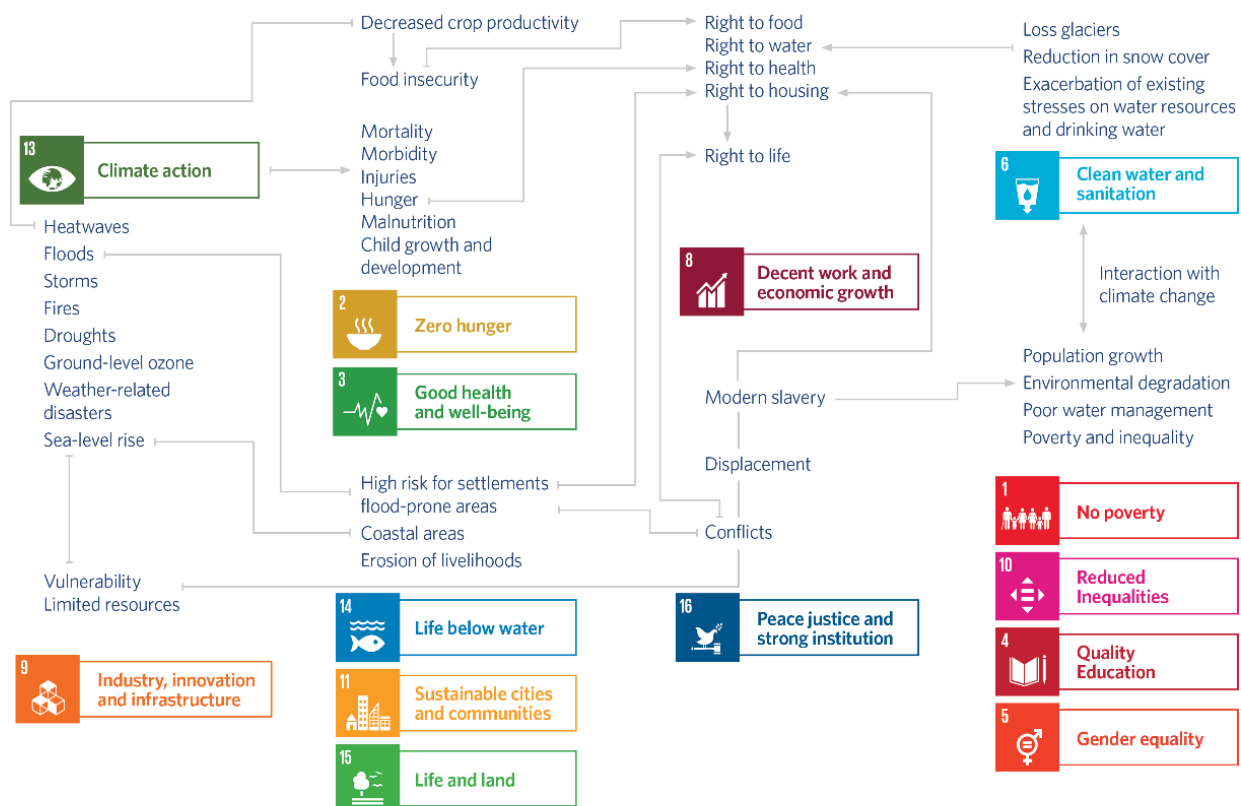 Decreased crop productivity
Food insecurity
Right to food
Right to water
Right to health
Right to housing
Right to life
Loss glaciers
Reduction in snow cover
Exacerbation of existing
stresses on water resources
and drinking water
13
Climate action
Mortality
Morbidity
Injuries
Hunger
Malnutrition
Child growth and
development
6
Clean water and
sanitation
Heatwaves
Floods
Storms
Fires
Droughts
Ground-level ozone
Weather-related
disasters
Sea-level rise
2
Zero hunger
3
Good health
and well-being
8
Decent work and
economic growth
Interaction with
climate change
Population growth
Environmental degradation
Poor water management
Poverty and inequality
Modern slavery
Displacement
Conflicts
High risk for settlements
flood-prone areas
Coastal areas
Erosion of livelihoods
Vulnerability
Limited resources
9
Industry, innovation
and infrastructure
14
Life below water
11
Sustainable cities
and communities
15
Life and land
16
Peace justice and
strong institution
1
No poverty
10
Reduced
Inequalities
4
Quality
Education
5
Gender equality